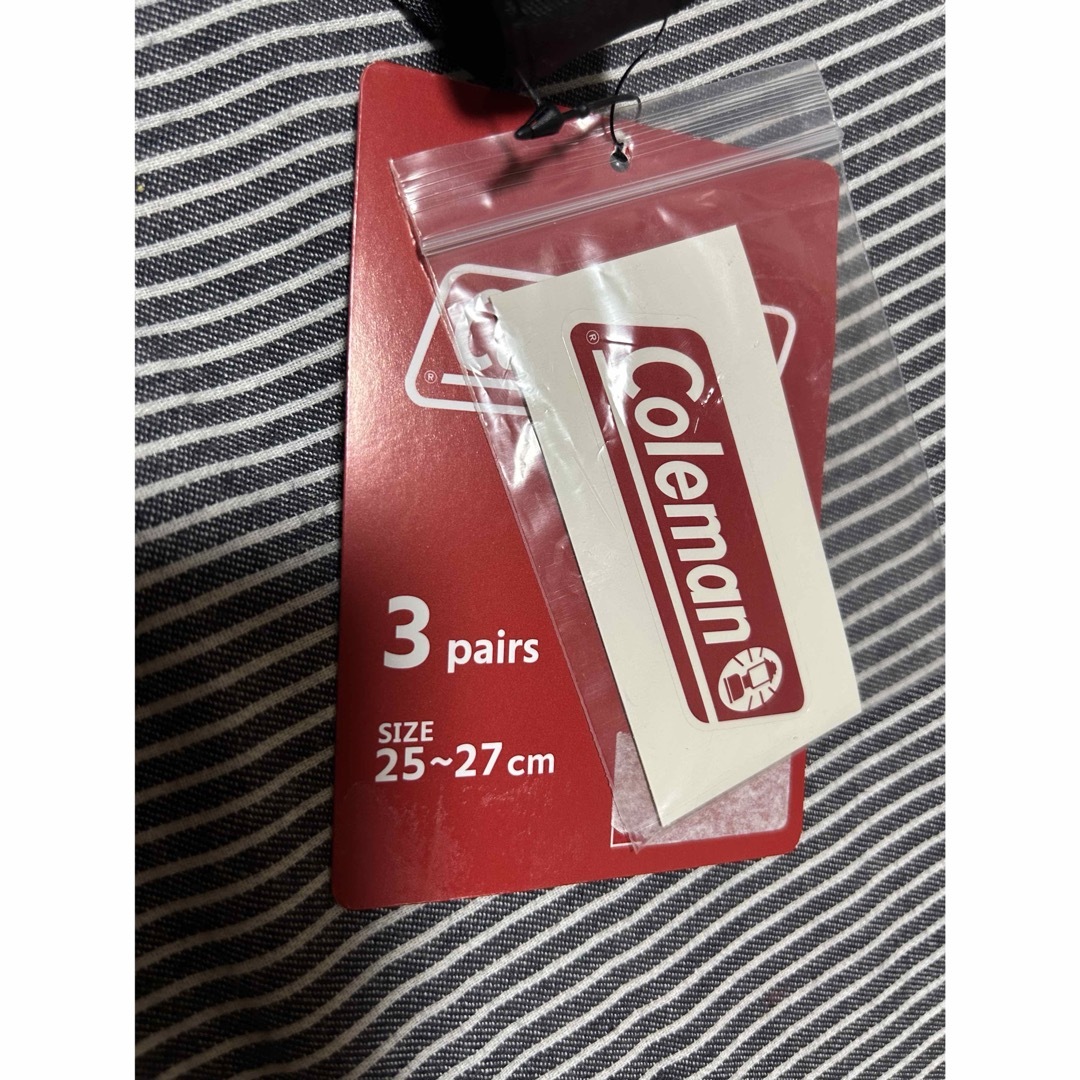 Coleman
®
®
3 pairs
SIZE
25~27cm